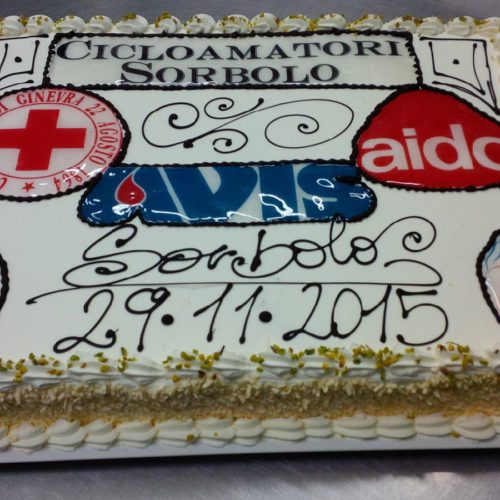 CICLOAMATORI
SORBOLO
GINEVRA 22 AGOSTO
aido
AVIS
Sorbolo
29.11.2015